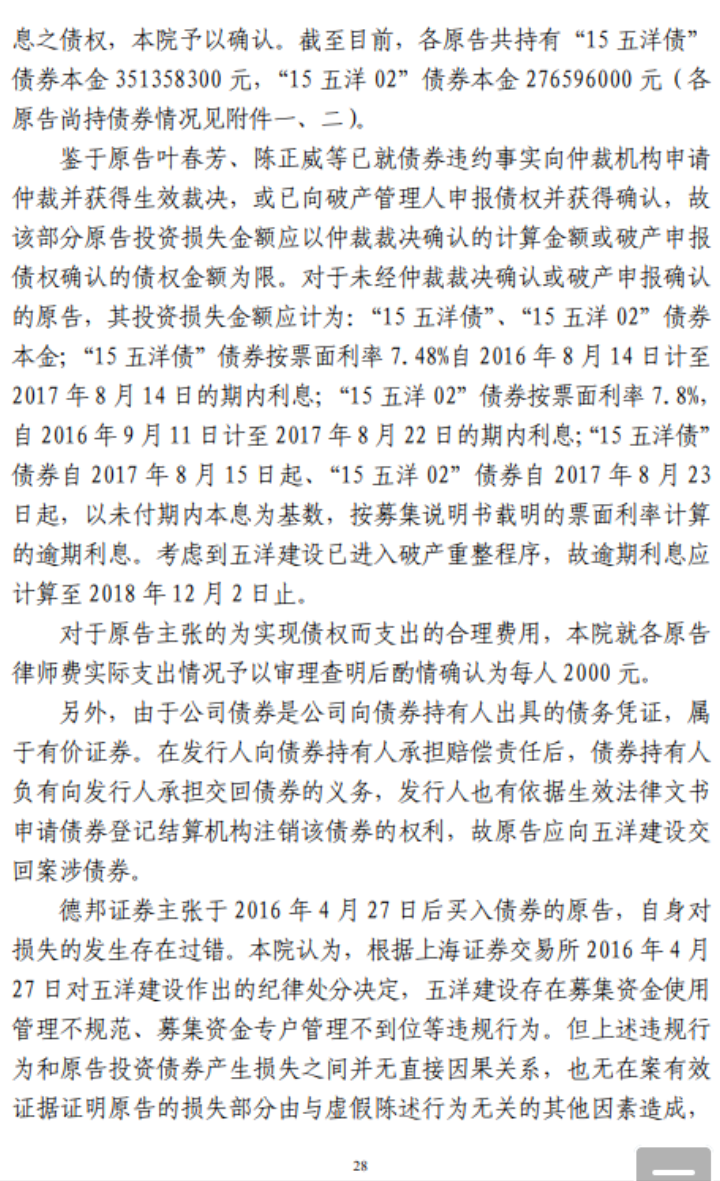 息之债权，本院予以确认。截至目前，各原告共持有“15 五洋债”
债券本金 351358300 元，“15 五洋 02”债券本金 276596000 元（各
原告尚持债券情况见附件一、二）。
鉴于原告叶春芳、陈正威等已就债券违约事实向仲裁机构申请
仲裁并获得生效裁决，或已向破产管理人申报债权并获得确认，故
该部分原告投资损失金额应以仲裁裁决确认的计算金额或破产申报
债权确认的债权金额为限。对于未经仲裁裁决确认或破产申报确认
的原告，其投资损失金额应计为：“15 五洋债”、“15 五洋 02”债券
本金；“15 五洋债”债券按票面利率 7.48%自 2016 年 8 月 14 日计至
2017 年 8 月 14 日的期内利息；“15 五洋 02”债券按票面利率 7.8%，
自 2016 年 9 月 11 日计至 2017 年 8 月 22 日的期内利息；“15 五洋债”
债券自 2017 年 8 月 15 日起、“15 五洋 02”债券自 2017 年 8 月 23
日起，以未付期内本息为基数，按募集说明书载明的票面利率计算
的逾期利息。考虑到五洋建设已进入破产重整程序，故逾期利息应
计算至 2018 年 12 月 2 日止。
对于原告主张的为实现债权而支出的合理费用，本院就各原告
律师费实际支出情况予以审理查明后酌情确认为每人 2000 元。
另外，由于公司债券是公司向债券持有人出具的债务凭证，属
于有价证券。在发行人向债券持有人承担赔偿责任后，债券持有人
负有向发行人承担交回债券的义务，发行人也有依据生效法律文书
申请债券登记结算机构注销该债券的权利，故原告应向五洋建设交
回案涉债券。
德邦证券主张于 2016 年 4 月 27 日后买入债券的原告，自身对
损失的发生存在过错。本院认为，根据上海证券交易所 2016 年 4 月
27 日对五洋建设作出的纪律处分决定，五洋建设存在募集资金使用
管理不规范、募集资金专户管理不到位等违规行为。但上述违规行
为和原告投资债券产生损失之间并无直接因果关系，也无在案有效
证据证明原告的损失部分由与虚假陈述行为无关的其他因素造成，
28